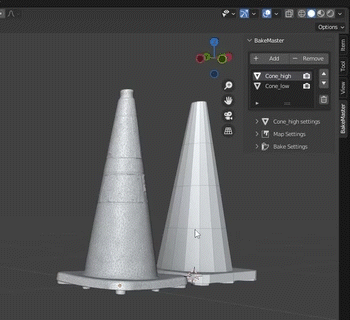 Options
BakeMaster
+ Add
— Remove
Cone_high
Cone_low
Cone_high settings
Map Settings
Bake Settings
Item
Tool
View
BakeMaster